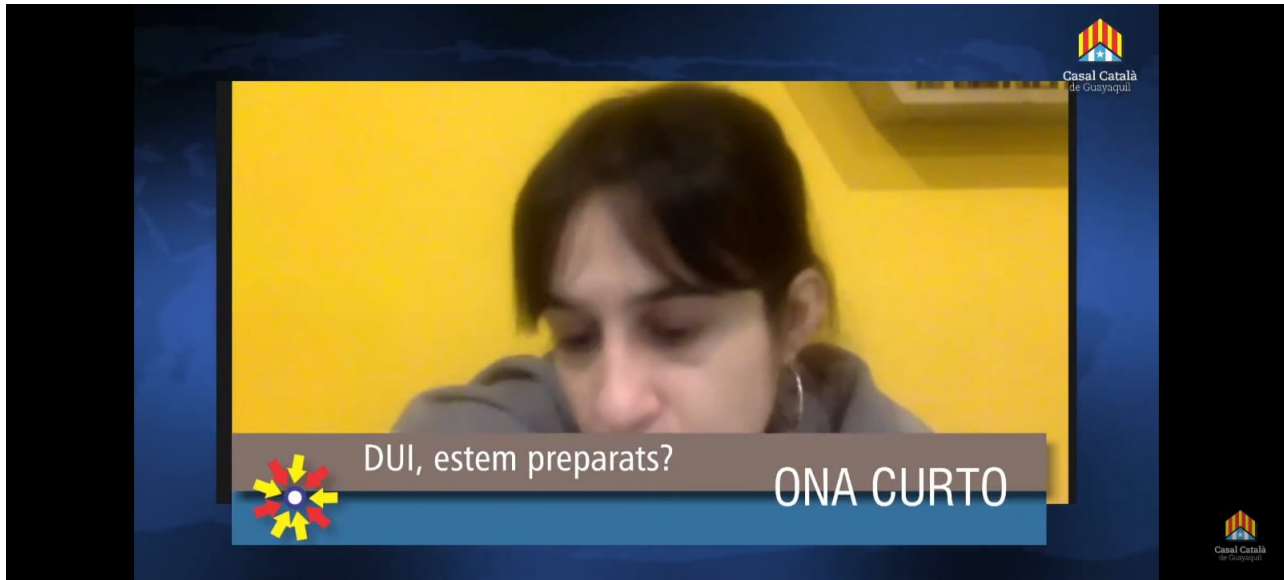 Casal Català
de Guayaquil
DUI, estem preparats?
ONA CURTO
Casal Català
de Guayaquil